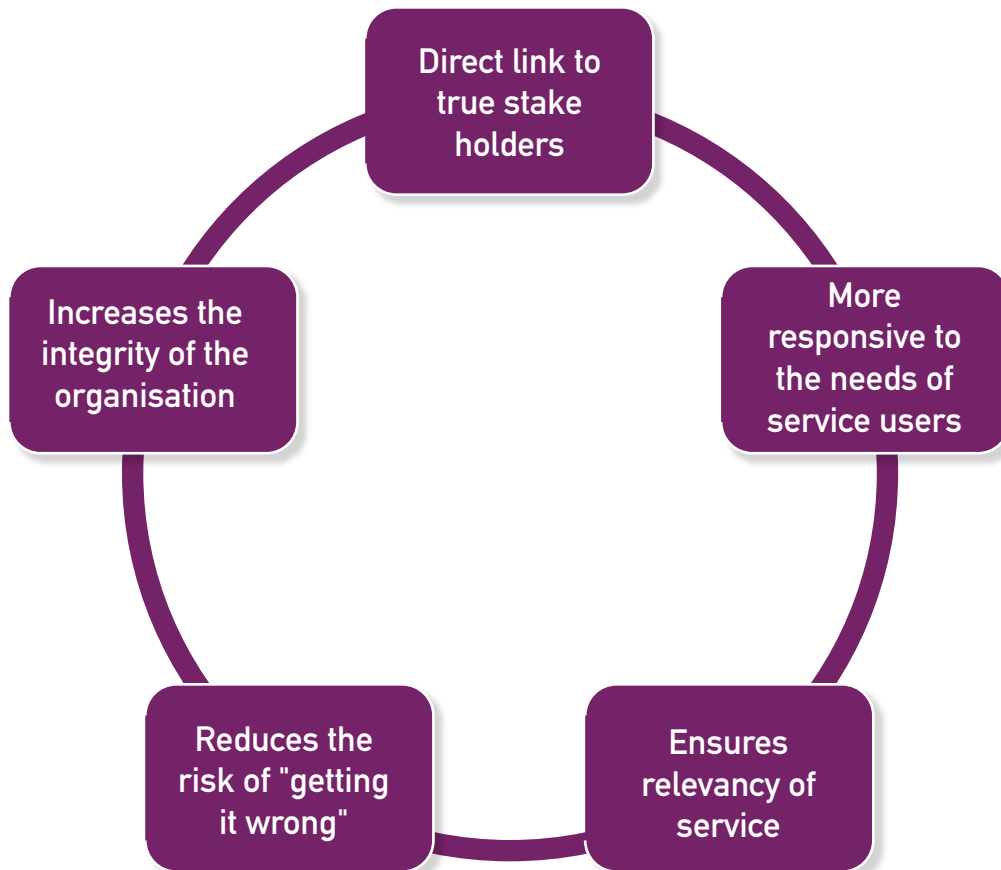 Direct link to
true stake
holders
More
responsive to
the needs of
service users
Ensures
relevancy of
service
Reduces the
risk of "getting
it wrong"
Increases the
integrity of the
organisation